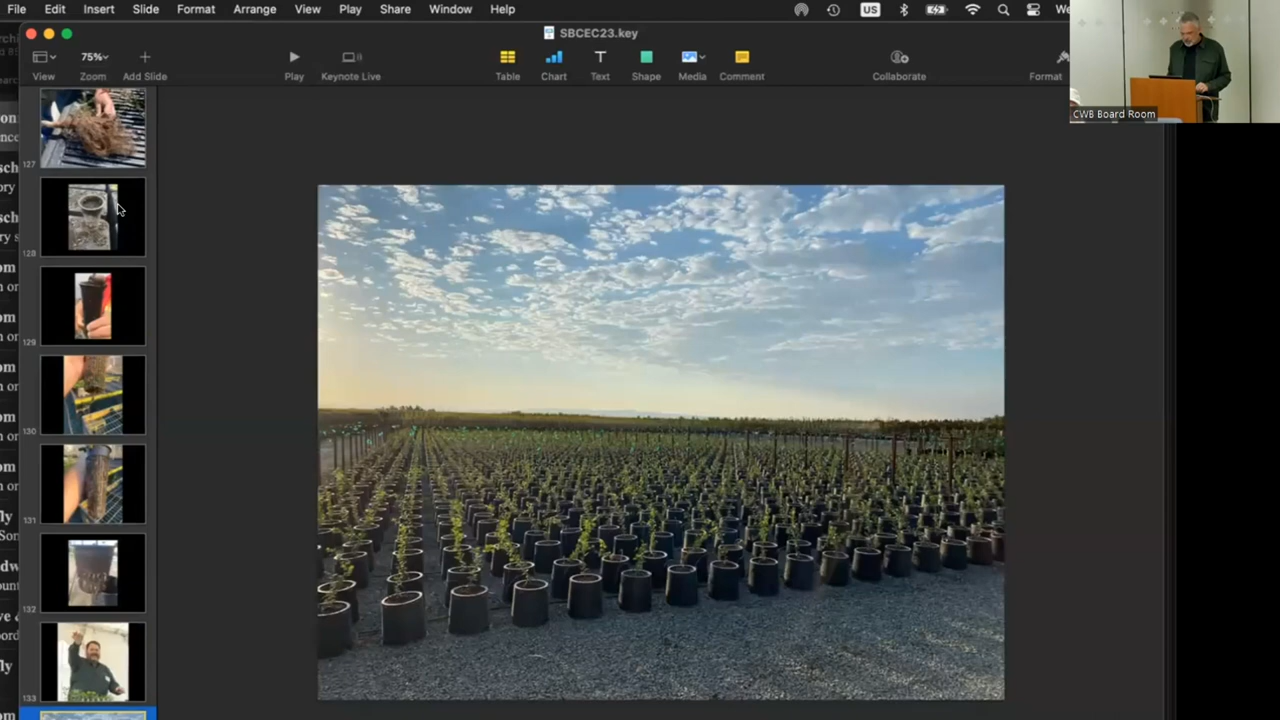 File Edit Insert Slide Format Arrange View Play Share Window Help US We
SBCEC23.key
75%
View Zoom Add Slide Play Keynote Live Table Chart Text Shape Media Comment Collaborate Format
CWB Board Room
127
128
129
130
131
132
133